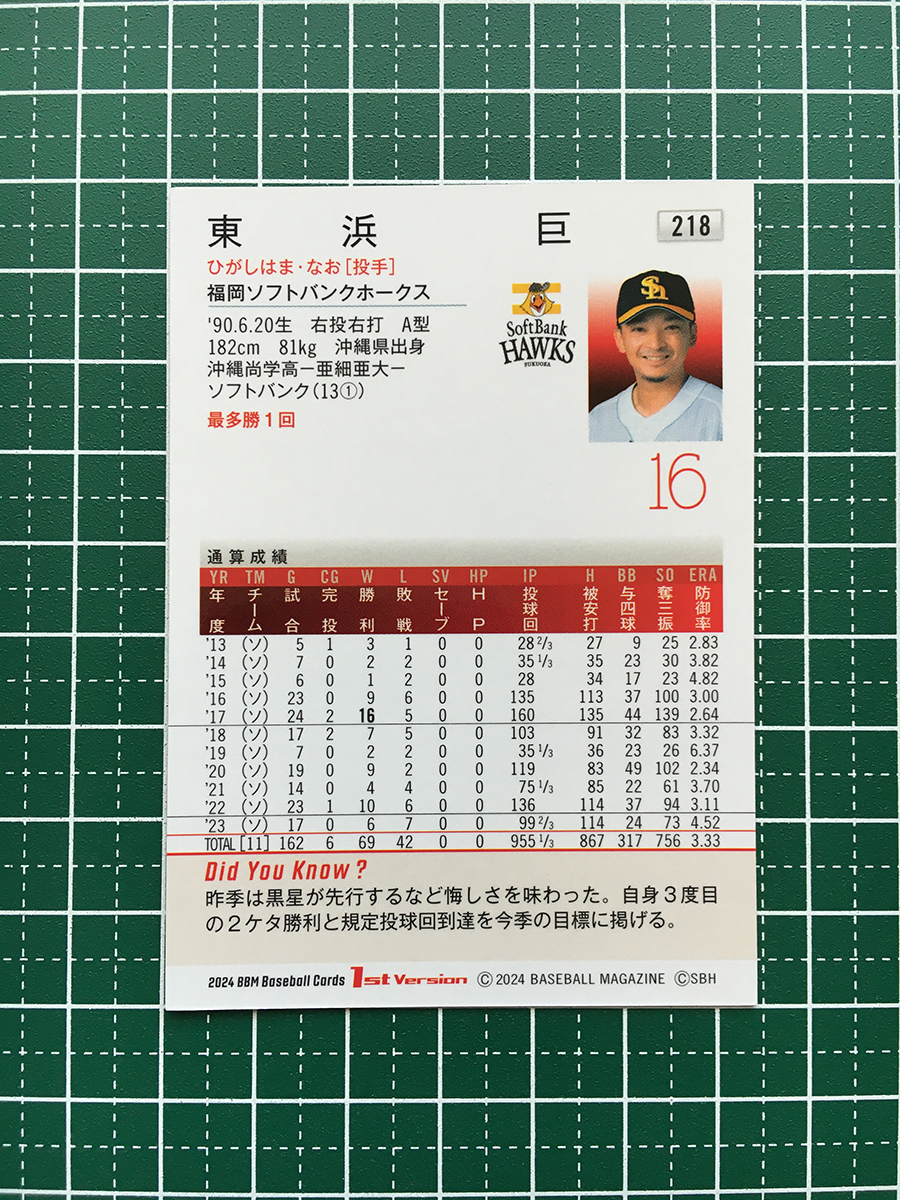 東浜 巨
218
ひがしはま・なお[投手]
福岡ソフトバンクホークス
'90.6.20生 右投右打 A型
182cm 81kg 沖縄県出身
沖縄尚学高ー亜細亜大ー
ソフトバンク(13①)
最多勝1回
SoftBank
HAWKS
FUKUOKA
Sh
16
通算成績
YR TM G CG W L SV HP IP H BB SO ERA
年度 チーム 試合 完投 勝利 敗戦 セーブ HP 投球回 被安打 与四球 奪三振 防御率
'13 (ソ) 5 1 3 1 0 0 28 2/3 27 9 25 2.83
'14 (ソ) 7 0 2 2 0 0 35 1/3 35 23 30 3.82
'15 (ソ) 6 0 1 2 0 0 28 34 17 23 4.82
'16 (ソ) 23 0 9 6 0 0 135 113 37 100 3.00
'17 (ソ) 24 2 16 5 0 0 160 135 44 139 2.64
'18 (ソ) 17 2 7 5 0 0 103 91 32 83 3.32
'19 (ソ) 7 0 2 2 0 0 35 1/3 36 23 26 6.37
'20 (ソ) 19 0 9 2 0 0 119 83 49 102 2.34
'21 (ソ) 14 0 4 4 0 0 75 1/3 85 22 61 3.70
'22 (ソ) 23 1 10 6 0 0 136 114 37 94 3.11
'23 (ソ) 17 0 6 7 0 0 99 2/3 114 24 73 4.52
TOTAL [11] 162 6 69 42 0 0 955 1/3 867 317 756 3.33
Did You Know?
昨季は黒星が先行するなど悔しさを味わった。自身3度目
の2ケタ勝利と規定投球回到達を今季の目標に掲げる。
2024 BBM Baseball Cards 1st Version ©2024 BASEBALL MAGAZINE ©SBH